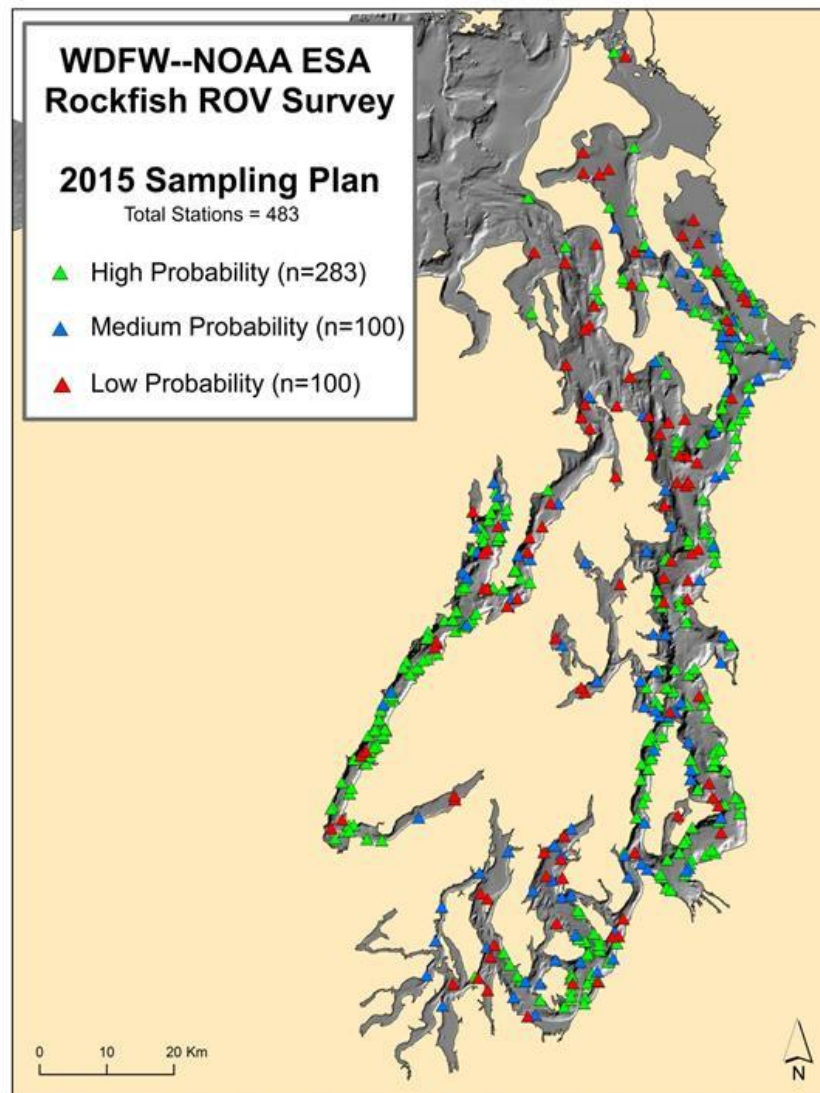 WDFW--NOAA ESA
Rockfish ROV Survey
2015 Sampling Plan
Total Stations = 483
High Probability (n=283)
Medium Probability (n=100)
Low Probability (n=100)
0 10 20 Km
N